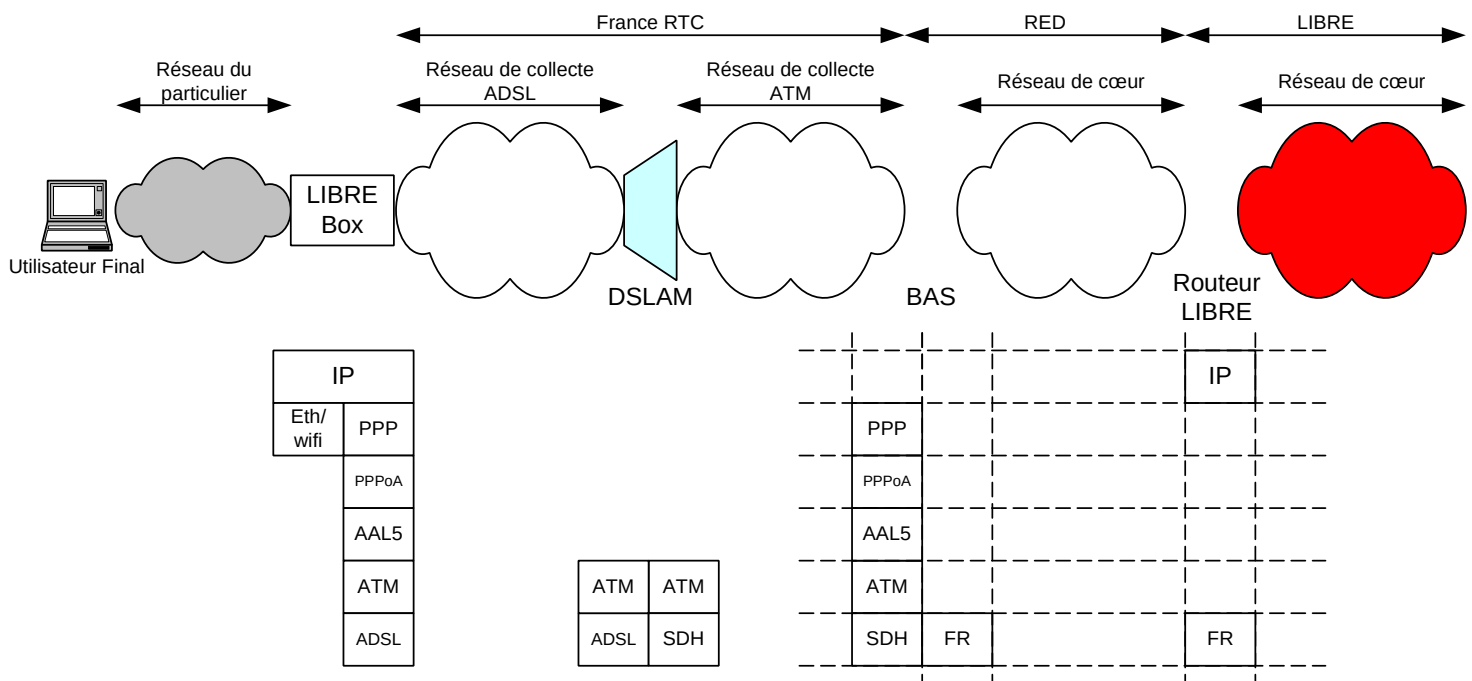 France RTC
RED
LIBRE
Réseau du
particulier
Réseau de collecte
ADSL
Réseau de collecte
ATM
Réseau de cœur
Réseau de cœur
LIBRE
Box
Utilisateur Final
DSLAM
BAS
Routeur
LIBRE
IP
IP
Eth/
wifi
PPP
PPP
PPPoA
PPPoA
AAL5
AAL5
ATM
ATM
ATM
ATM
ADSL
ADSL
SDH
SDH
FR
FR